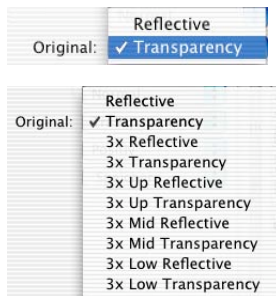 Reflective
Original: ✓ Transparency
Reflective
Original: ✓ Transparency
3x Reflective
3x Transparency
3x Up Reflective
3x Up Transparency
3x Mid Reflective
3x Mid Transparency
3x Low Reflective
3x Low Transparency